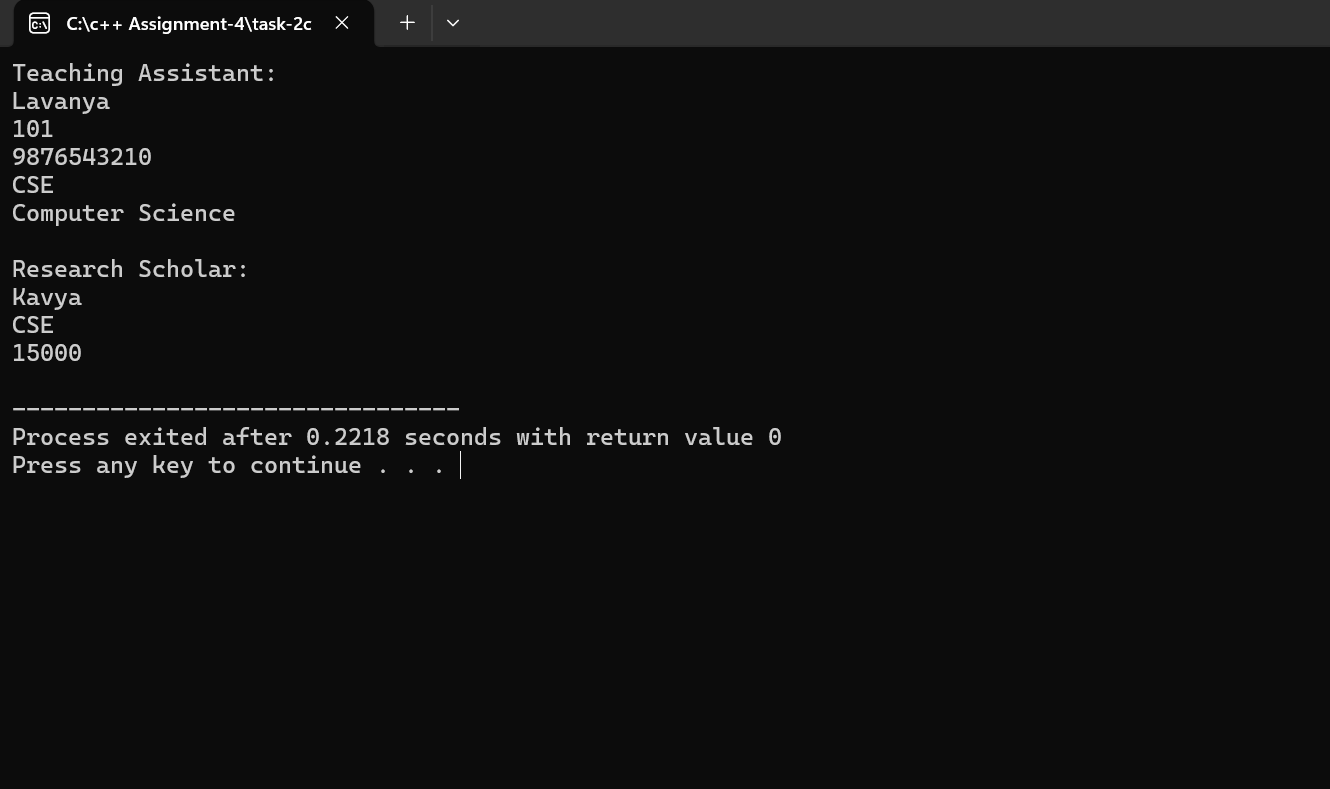 C:\c++ Assignment-4\task-2c
Teaching Assistant:
Lavanya
101
9876543210
CSE
Computer Science
Research Scholar:
Kavya
CSE
15000
--------------------------------
Process exited after 0.2218 seconds with return value 0
Press any key to continue . . .